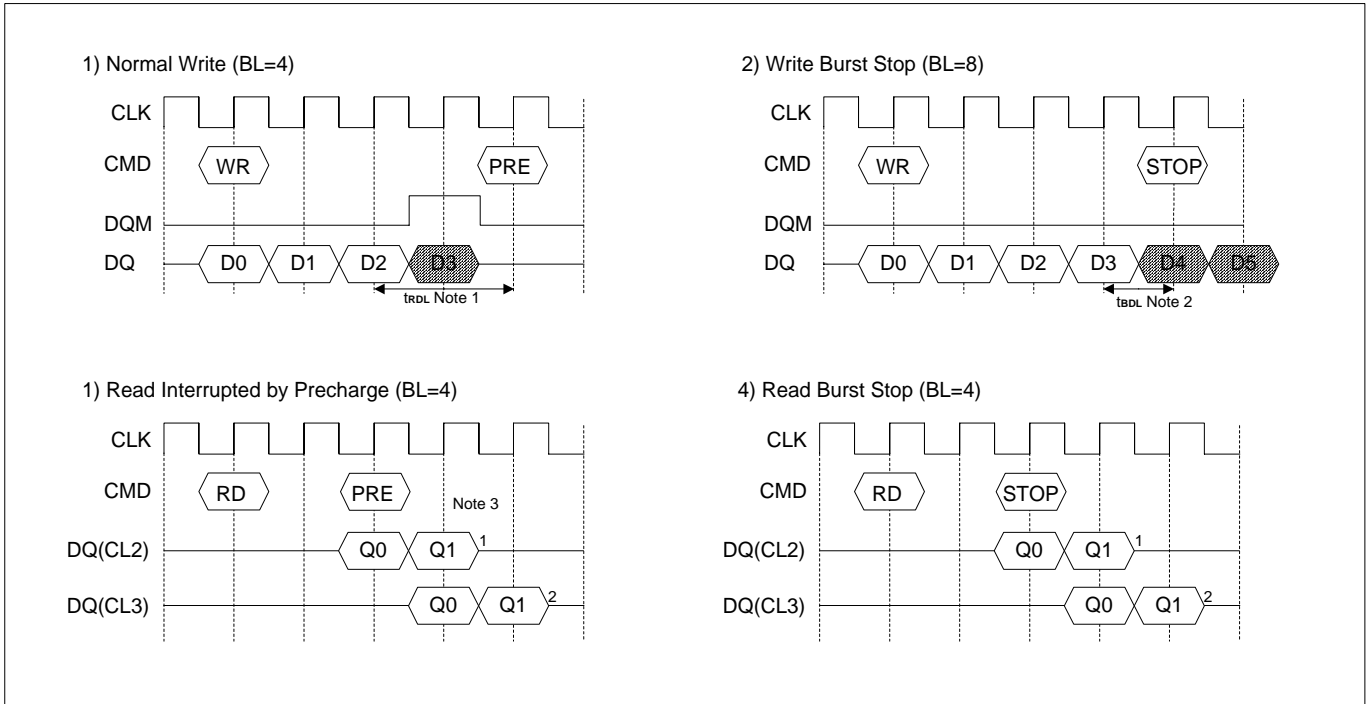 1) Normal Write (BL=4)
CLK
CMD WR PRE
DQM
DQ D0 D1 D2 D3
tRDL Note 1
2) Write Burst Stop (BL=8)
CLK
CMD WR STOP
DQM
DQ D0 D1 D2 D3 D4 D5
tBDL Note 2
1) Read Interrupted by Precharge (BL=4)
CLK
CMD RD PRE
Note 3
DQ(CL2) Q0 Q1 1
DQ(CL3) Q0 Q1 2
4) Read Burst Stop (BL=4)
CLK
CMD RD STOP
DQ(CL2) Q0 Q1 1
DQ(CL3) Q0 Q1 2